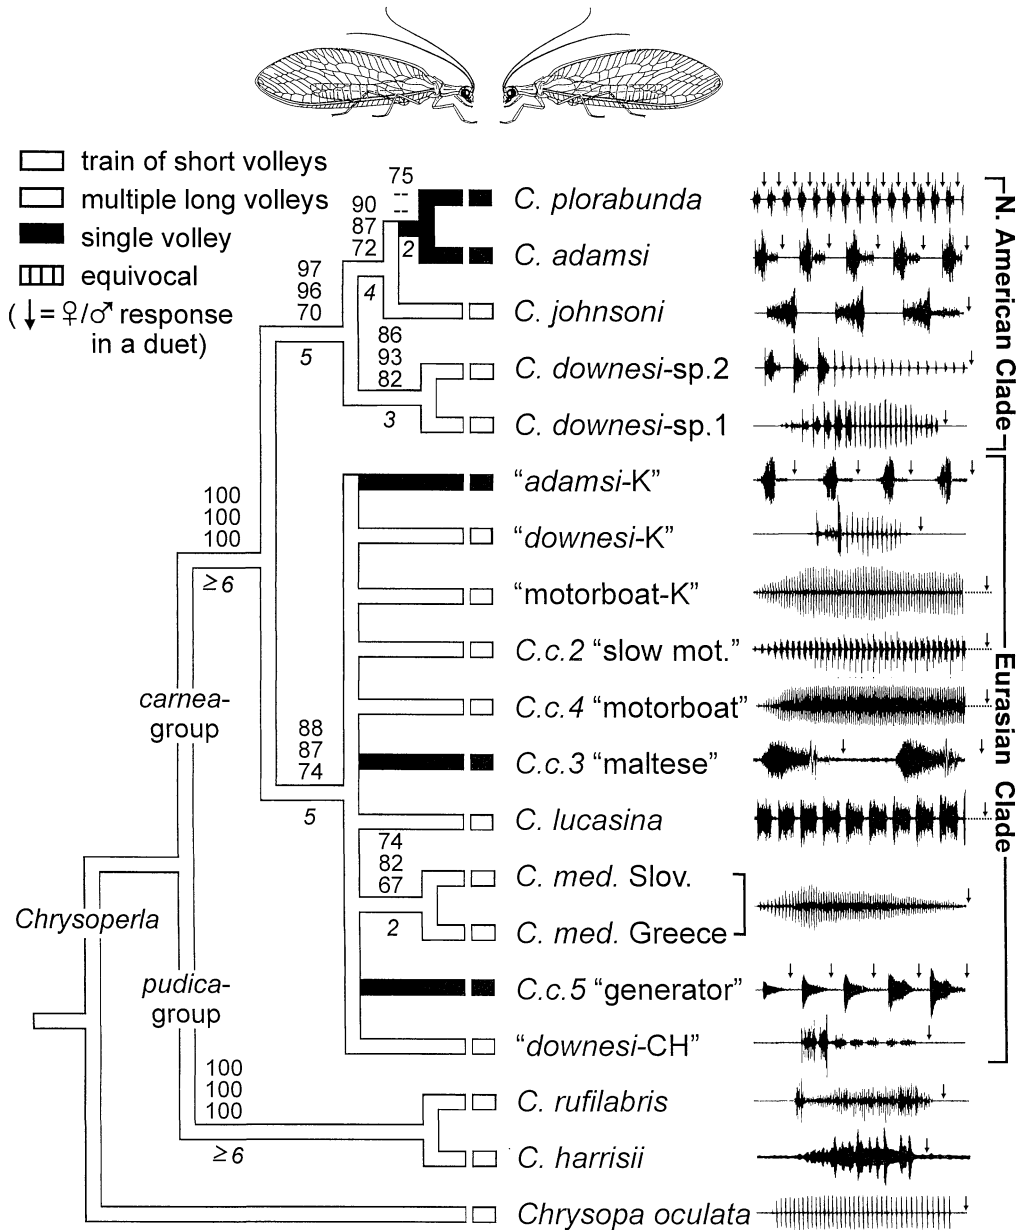 train of short volleys
multiple long volleys
single volley
equivocal
(↓=♀/♂ response
in a duet)
75
--
--
2
90
87
72
4
97
96
70
5
86
93
82
3
100
100
100
≥6
88
87
74
5
74
82
67
2
100
100
100
≥6
carnea-
group
Chrysoperla
pudica-
group
C. plorabunda
C. adamsi
C. johnsoni
C. downesi-sp.2
C. downesi-sp.1
“adamsi-K”
“downesi-K”
“motorboat-K”
C.c.2 “slow mot.”
C.c.4 “motorboat”
C.c.3 “maltese”
C. lucasina
C. med. Slov.
C. med. Greece
C.c.5 “generator”
“downesi-CH”
C. rufilabris
C. harrisii
Chrysopa oculata
N. American Clade
Eurasian Clade